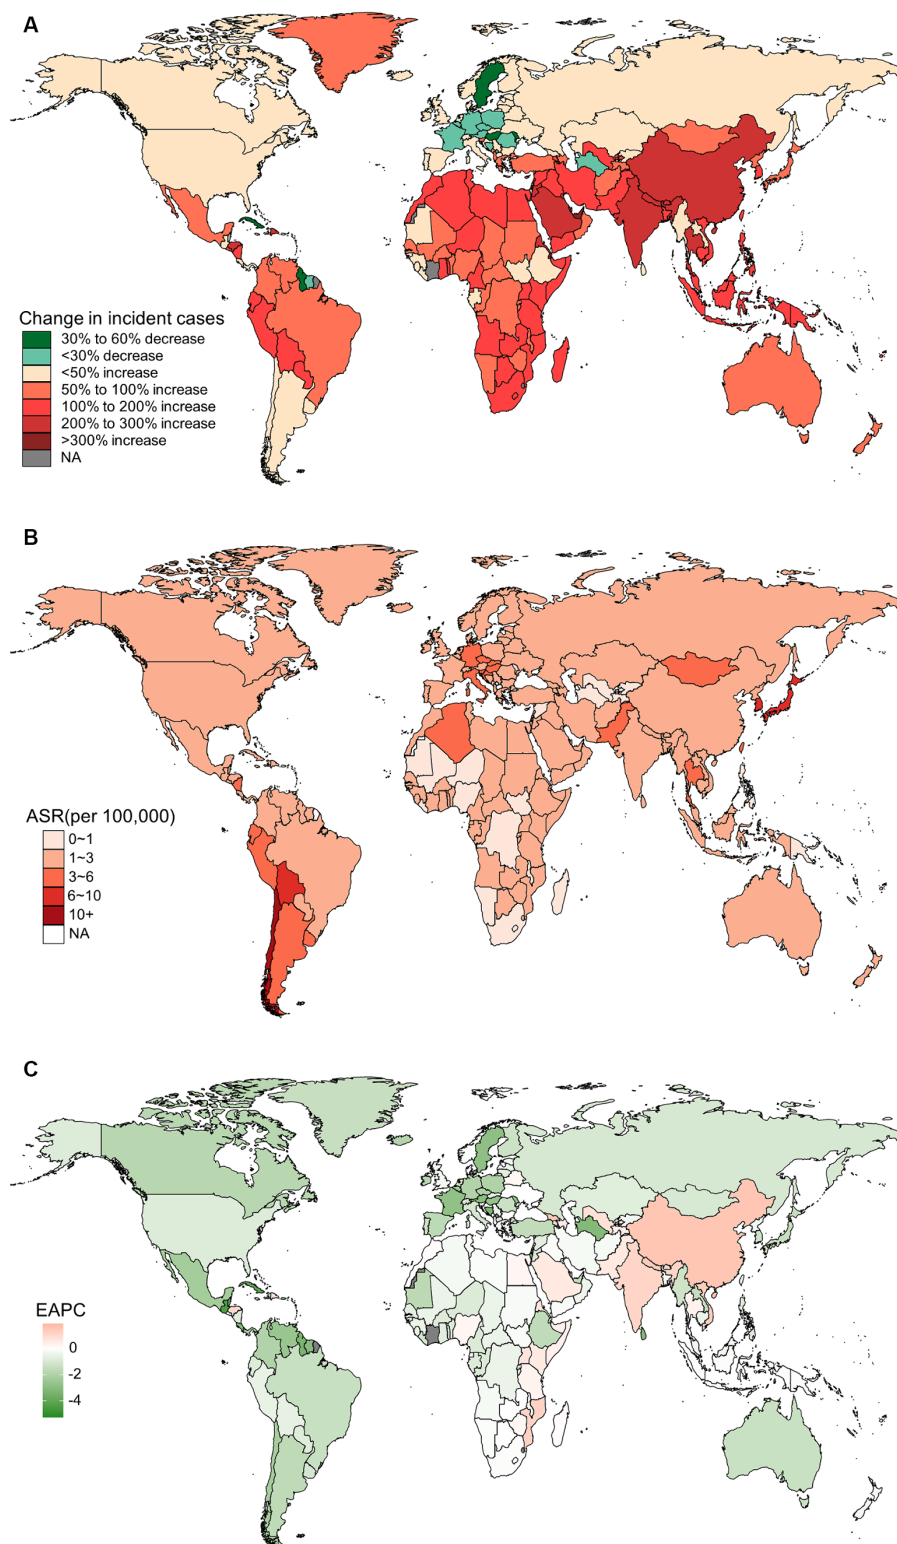 A
Change in incident cases
30% to 60% decrease
<30% decrease
<50% increase
50% to 100% increase
100% to 200% increase
200% to 300% increase
>300% increase
NA
B
ASR(per 100,000)
0~1
1~3
3~6
6~10
10+
NA
C
EAPC
0
-2
-4